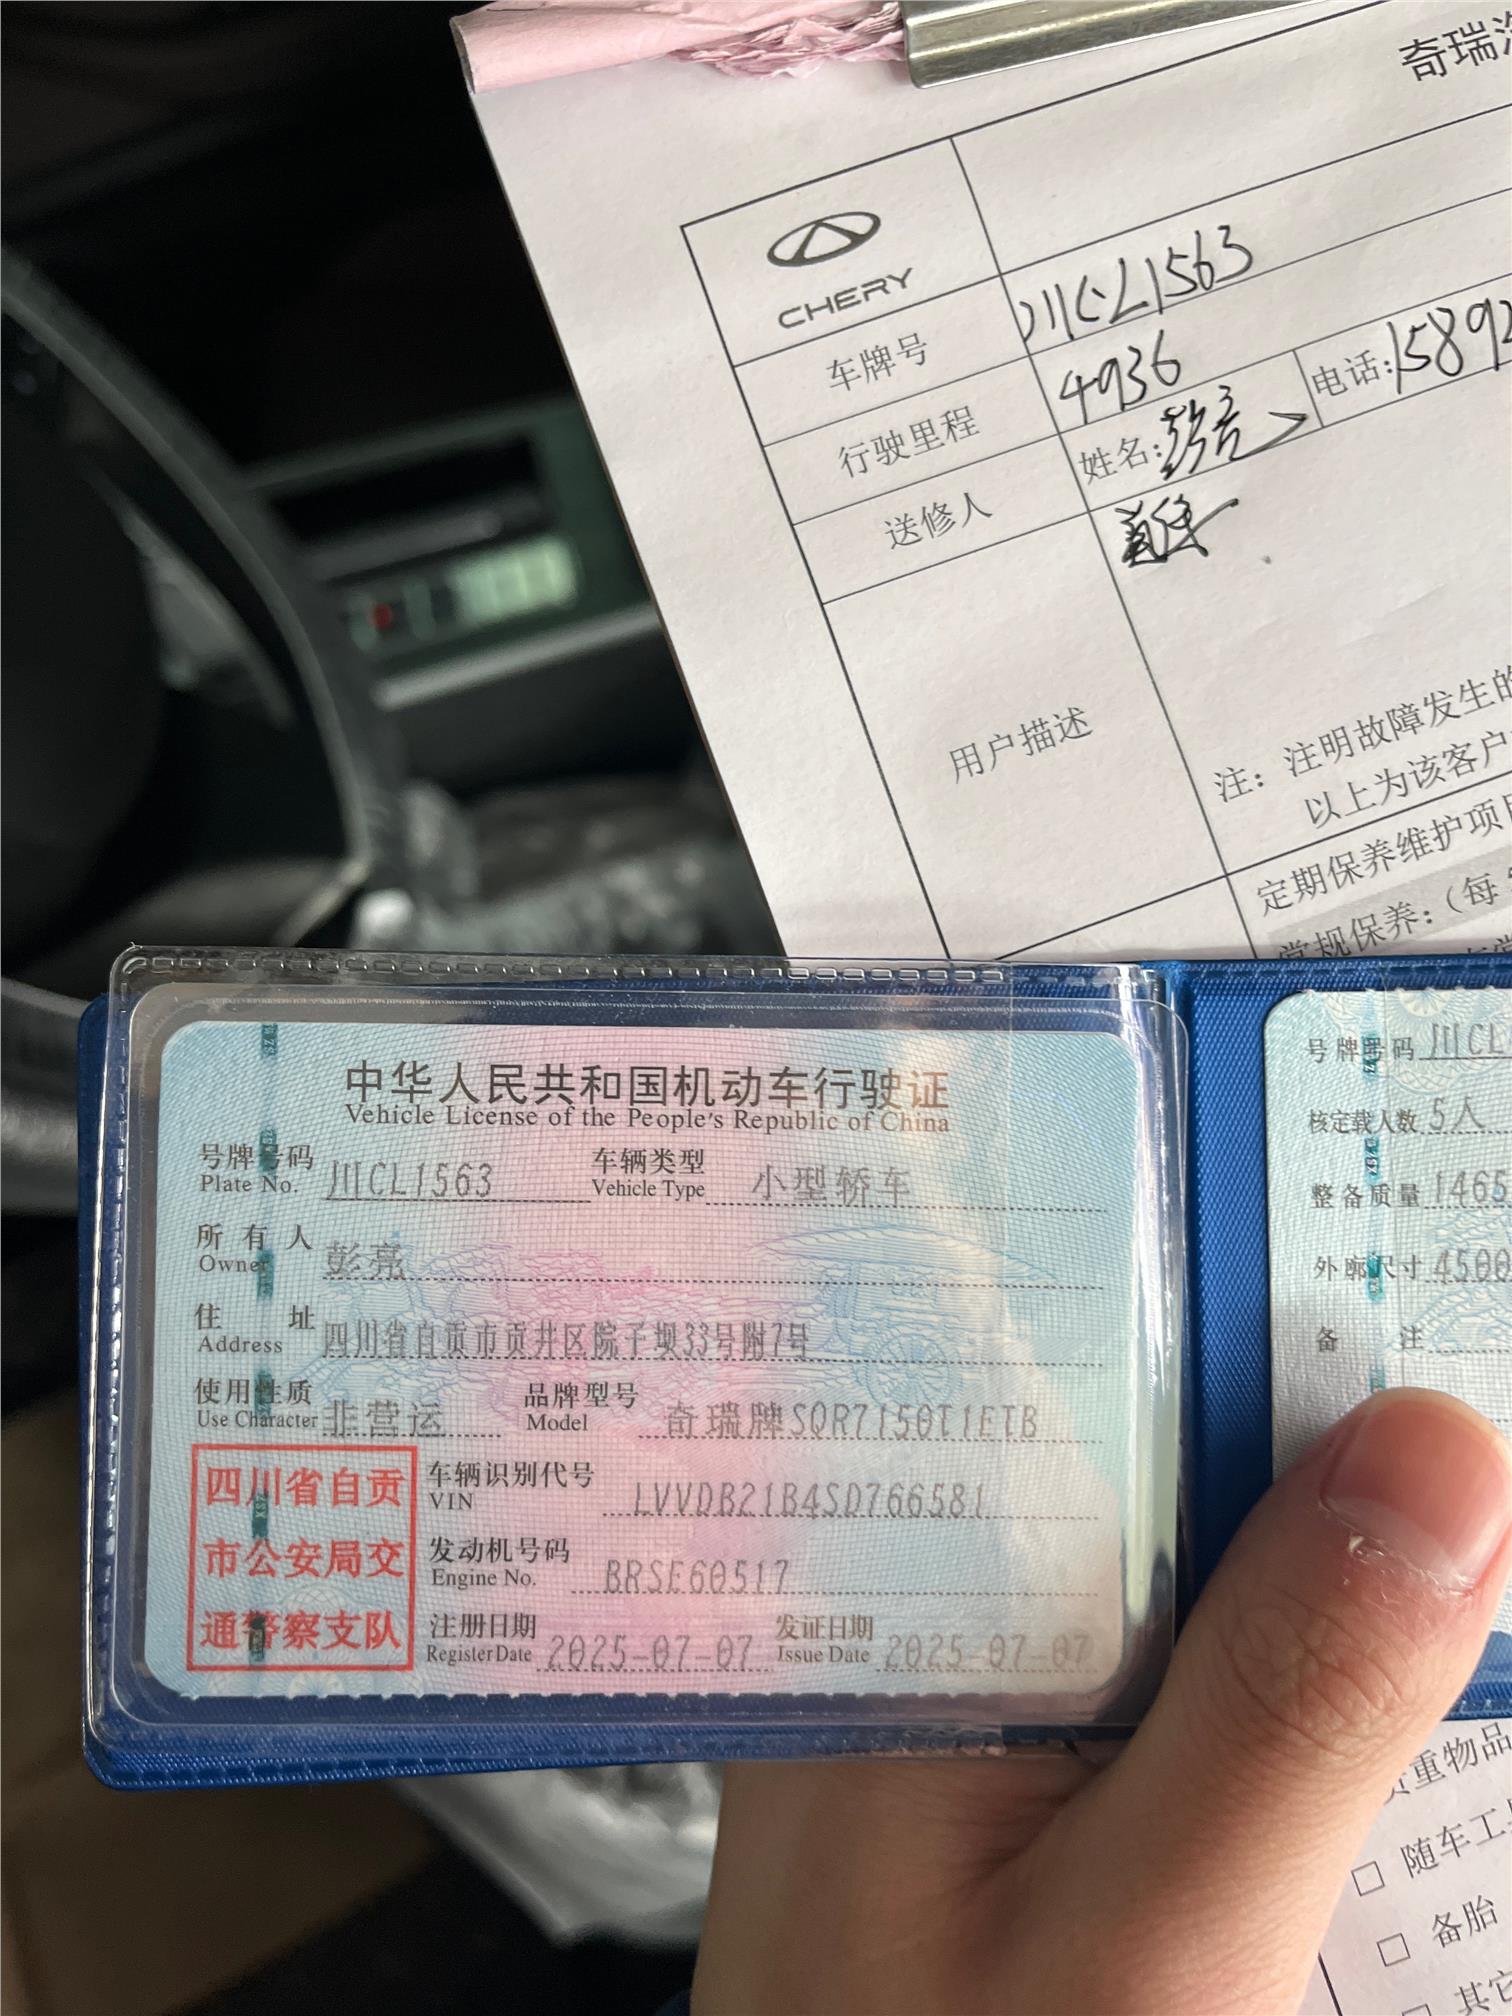 奇瑞
CHERY
车牌号
川CL1563
行驶里程
4936
送修人
姓名:彭亮
电话:1589
用户描述
首保
注: 注明故障发生的
以上为该客户
定期保养维护项目
常规保养:(每
中华人民共和国机动车行驶证
Vehicle License of the People's Republic of China
号牌号码 川CL1563 车辆类型 小型轿车
Plate No. Vehicle Type
所有人 彭亮
Owner
住址 四川省自贡市贡井区院子坝33号附7号
Address
使用性质 非营运 品牌型号 奇瑞牌SQR7150T1ETB
Use Character Model
四川省自贡
市公安局交
通警察支队
车辆识别代号 LVVDB21B4SD766581
VIN
发动机号码 BRSF60517
Engine No.
注册日期 2025-07-07 发证日期 2025-07-07
Register Date Issue Date
号牌号码 川CL
核定载人数 5人
整备质量 1465
外廓尺寸 4500
备注
贵重物品
随车工
备胎
其它